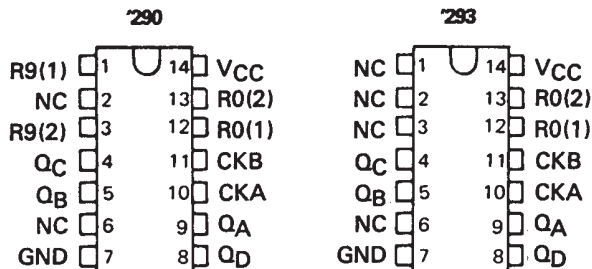 '290 '293
R9(1) 1 14 VCC NC 1 14 VCC
NC 2 13 R0(2) NC 2 13 R0(2)
R9(2) 3 12 R0(1) NC 3 12 R0(1)
QC 4 11 CKB QC 4 11 CKB
QB 5 10 CKA QB 5 10 CKA
NC 6 9 QA NC 6 9 QA
GND 7 8 QD GND 7 8 QD